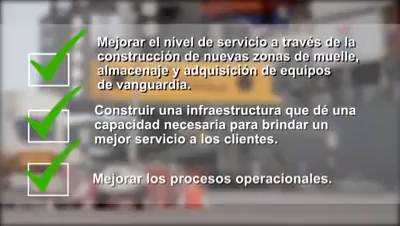 Mejorar el nivel de servicio a través de la
construcción de nuevas zonas de muelle,
almacenaje y adquisición de equipos
de vanguardia.
Construir una infraestructura que dé una
capacidad necesaria para brindar un
mejor servicio a los clientes.
Mejorar los procesos operacionales.